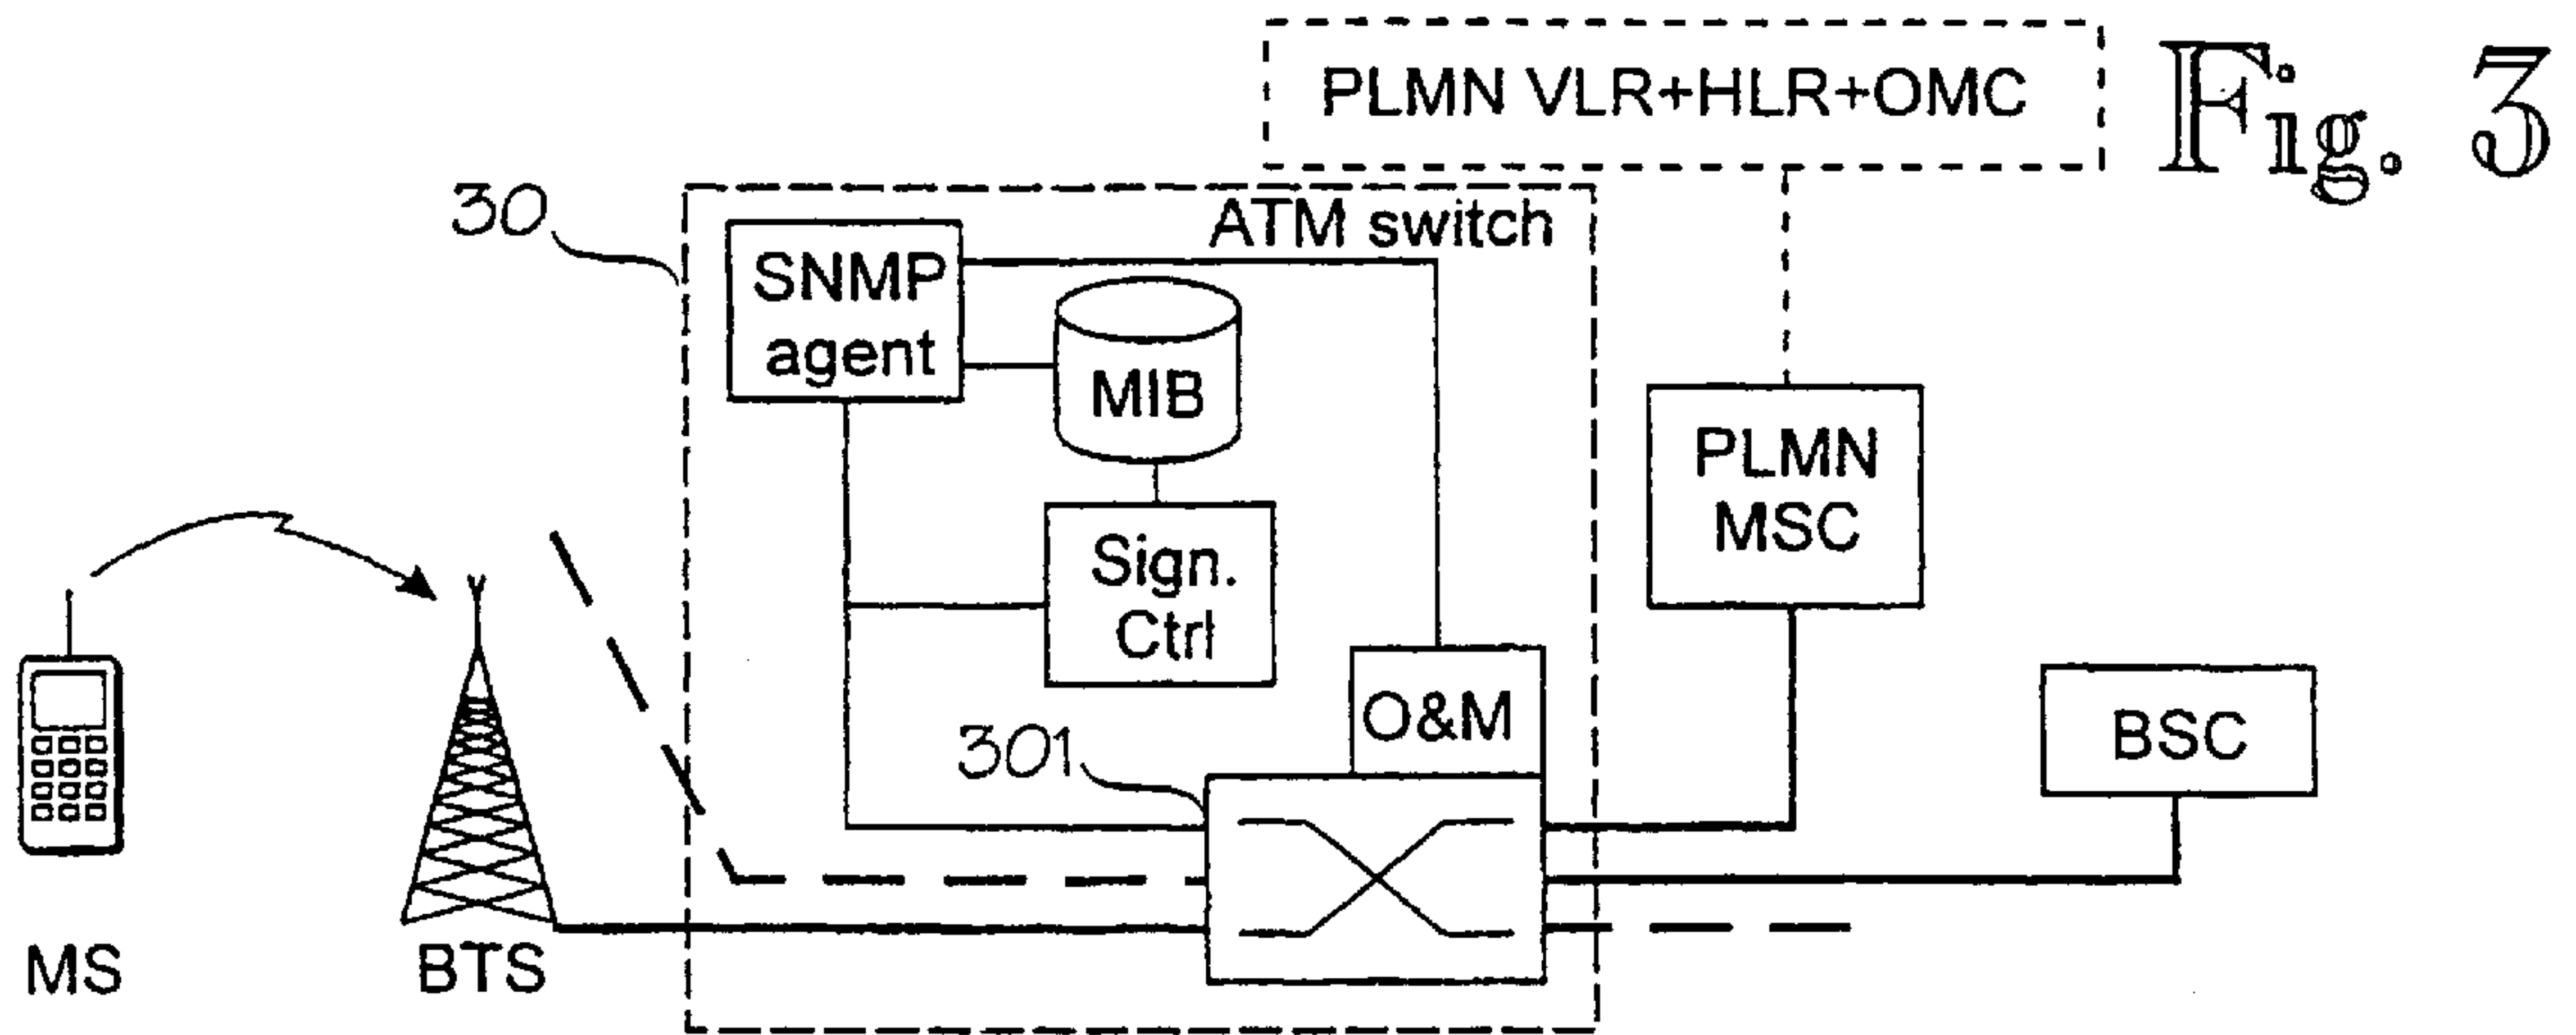 PLMN VLR+HLR+OMC
Fig. 3
30
ATM switch
SNMP
agent
MIB
PLMN
MSC
Sign.
Ctrl
O&M
BSC
301
MS
BTS